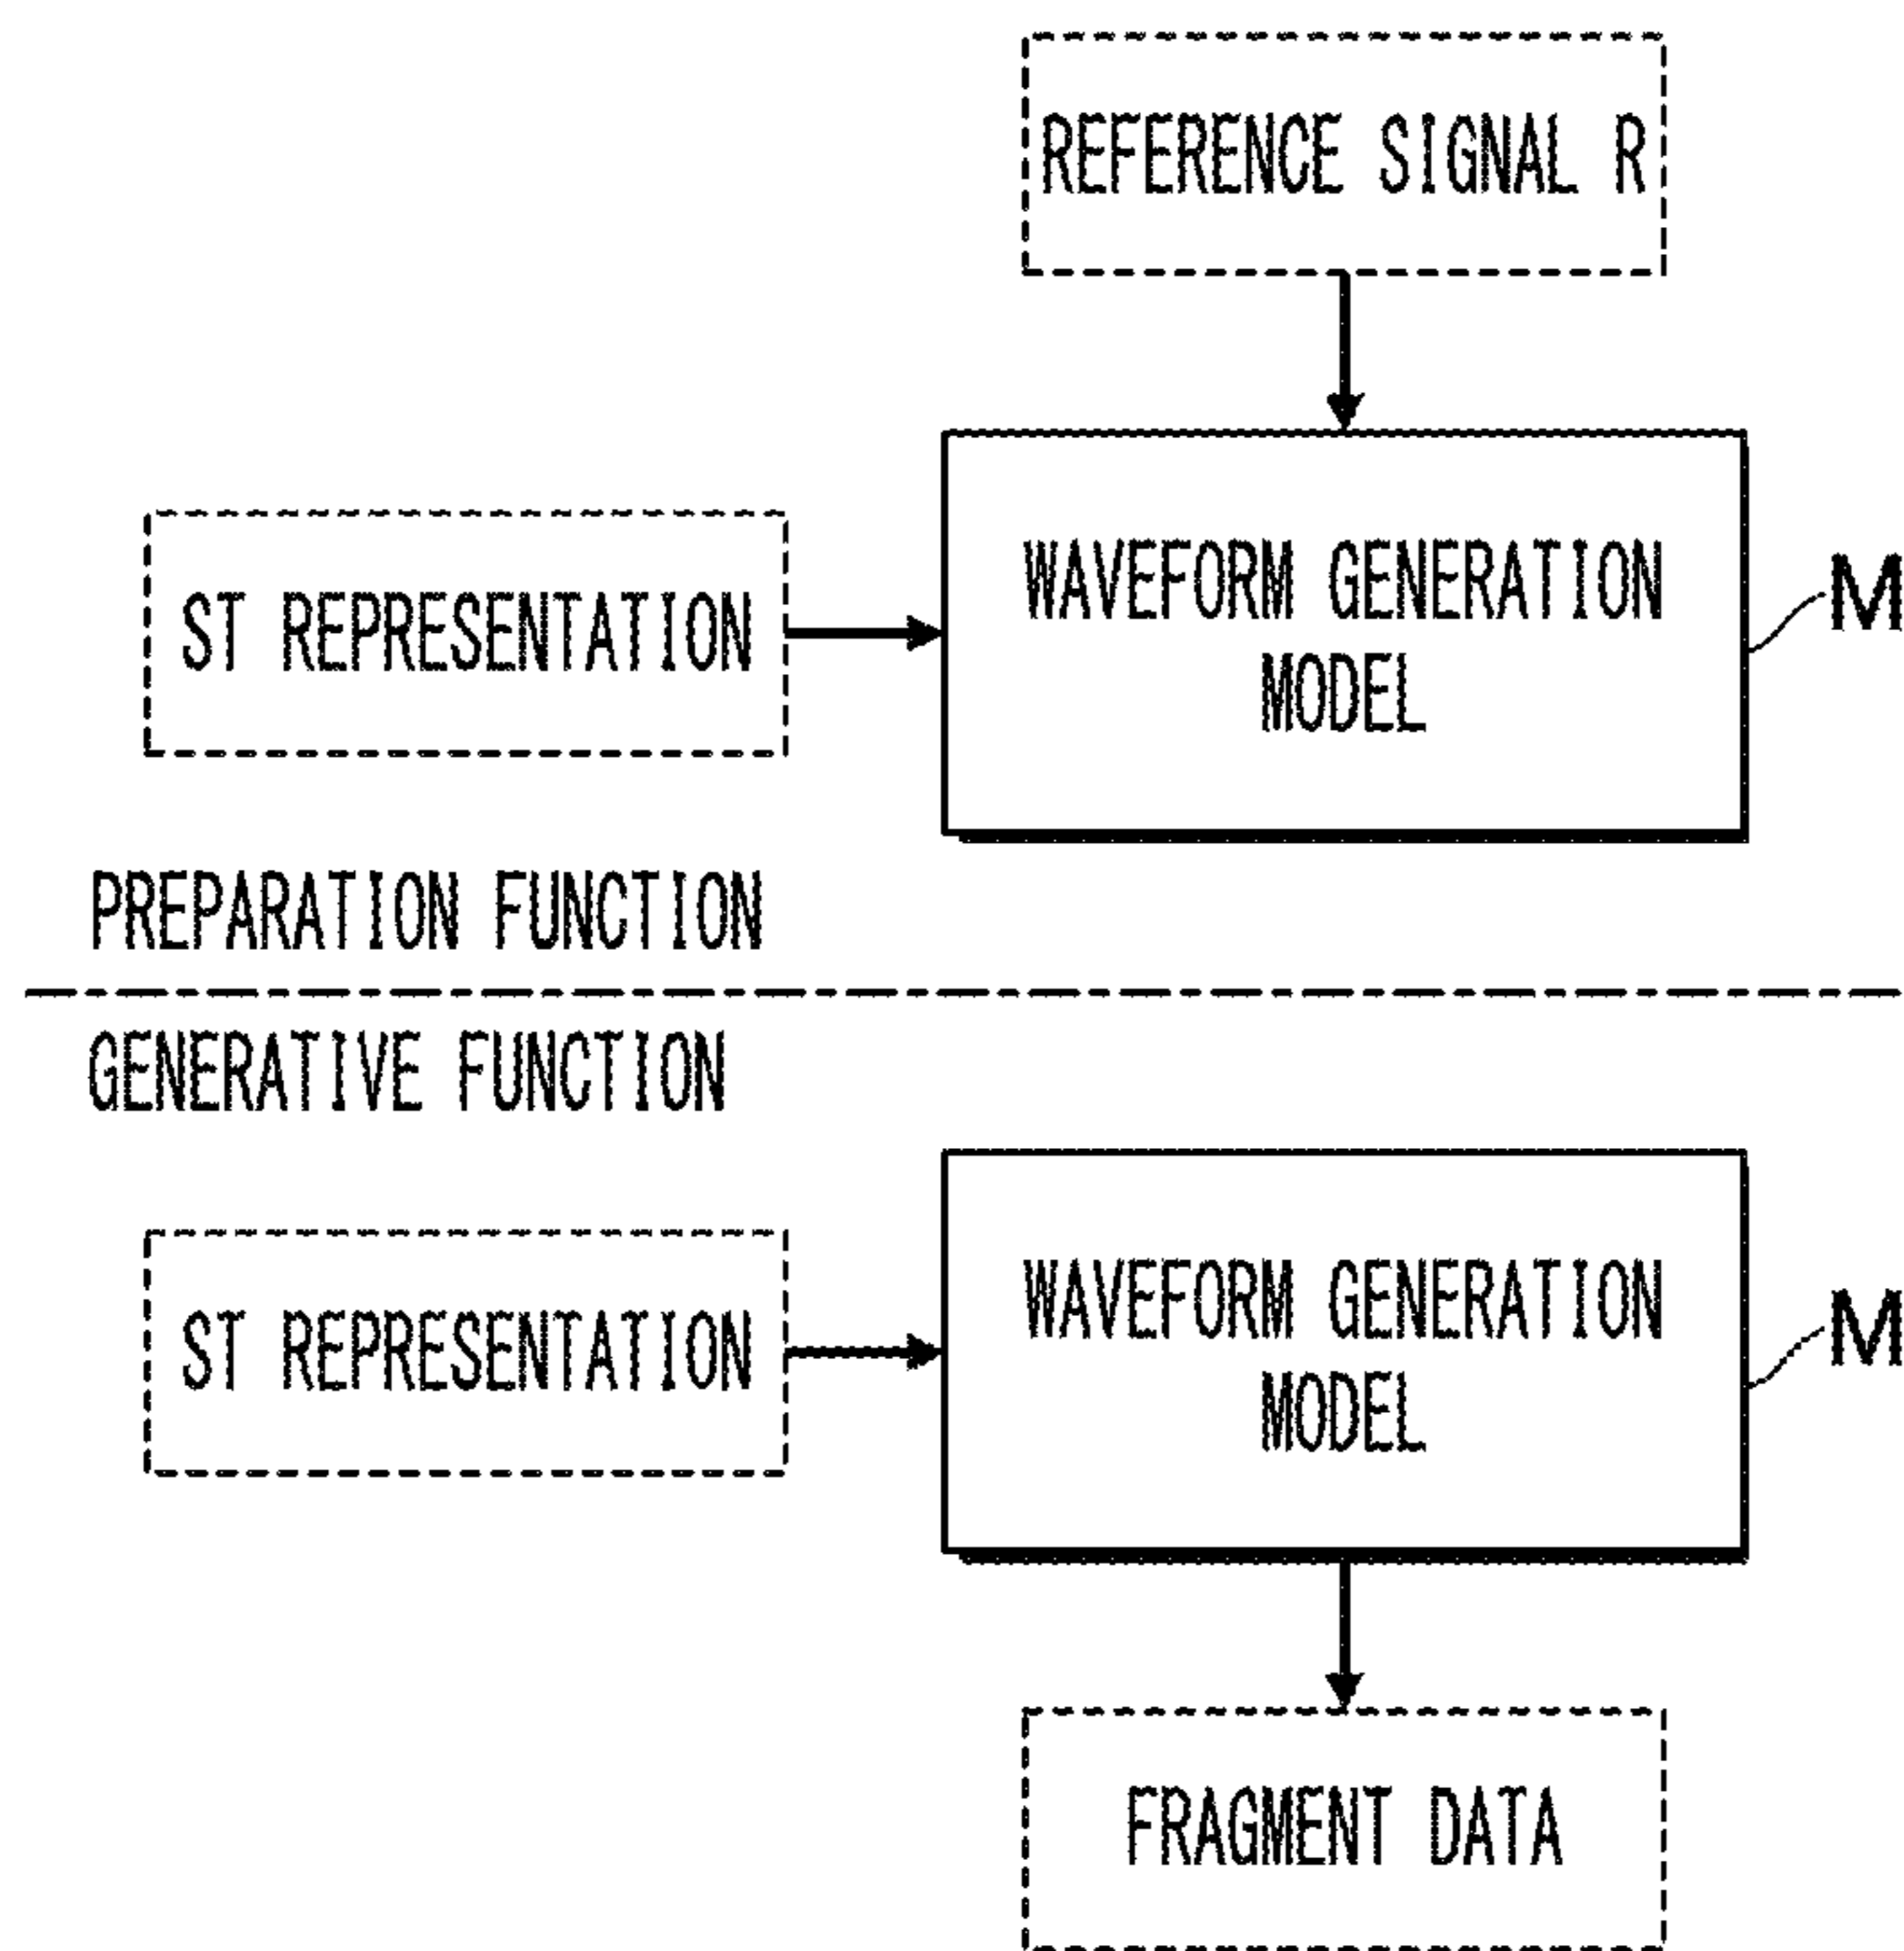 REFERENCE SIGNAL R
ST REPRESENTATION
WAVEFORM GENERATION
MODEL
M
PREPARATION FUNCTION
GENERATIVE FUNCTION
ST REPRESENTATION
WAVEFORM GENERATION
MODEL
M
FRAGMENT DATA